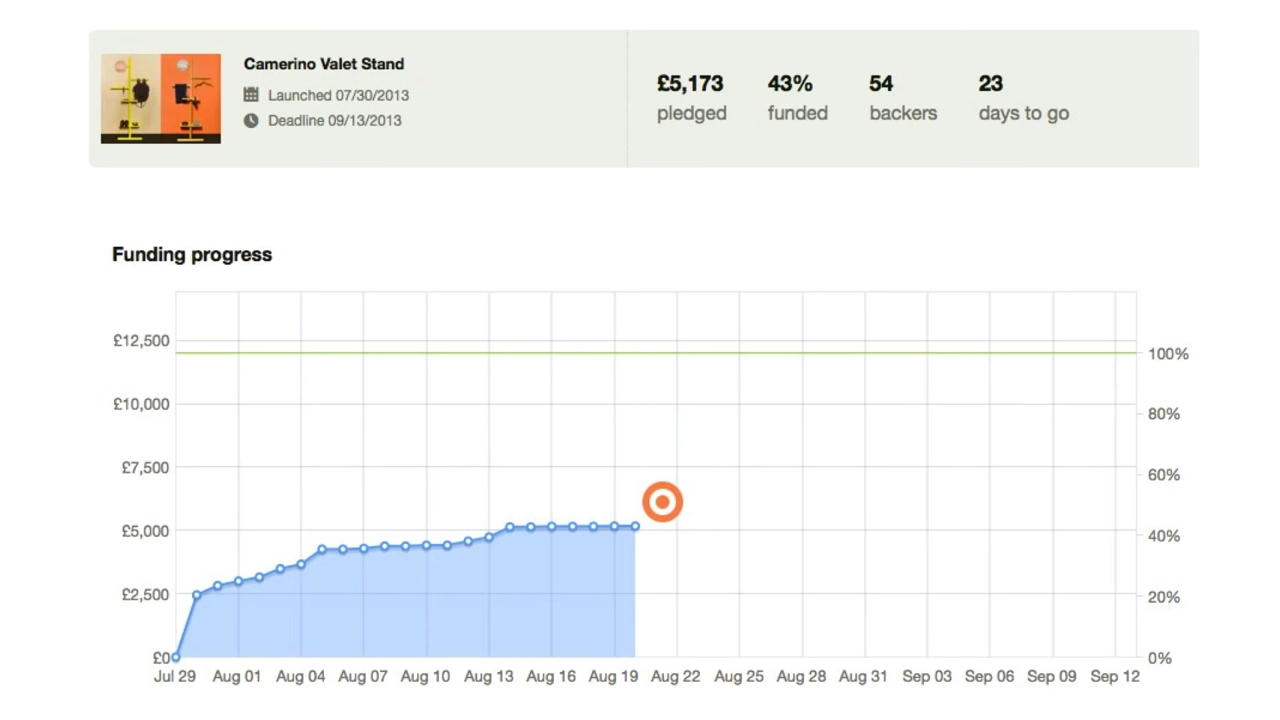 Camerino Valet Stand
Launched 07/30/2013
Deadline 09/13/2013
£5,173 43% 54 23
pledged funded backers days to go
Funding progress
£12,500
100%
£10,000
80%
£7,500
60%
£5,000
40%
£2,500
20%
£0
0%
Jul 29 Aug 01 Aug 04 Aug 07 Aug 10 Aug 13 Aug 16 Aug 19 Aug 22 Aug 25 Aug 28 Aug 31 Sep 03 Sep 06 Sep 09 Sep 12